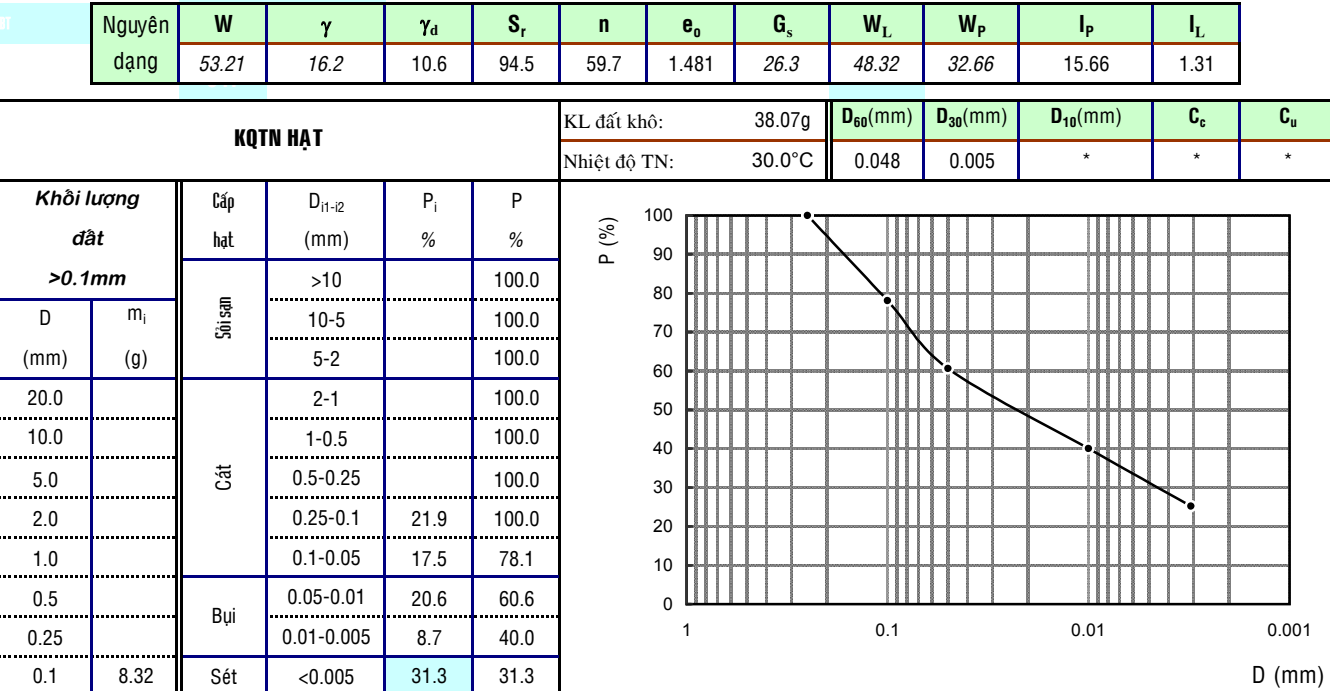 Nguyên dạng W γ γd Sr n eo Gs WL WP IP IL
53.21 16.2 10.6 94.5 59.7 1.481 26.3 48.32 32.66 15.66 1.31
KQTN HẠT
KL đất khô: 38.07g
Nhiệt độ TN: 30.0°C
D60(mm) D30(mm) D10(mm) Cc Cu
0.048 0.005 * * *
Khối lượng
đất
>0.1mm
D mi
(mm) (g)
20.0
10.0
5.0
2.0
1.0
0.5
0.25
0.1 8.32
Cấp Di1-i2 Pi P
hạt (mm) % %
Sỏi sạn
>10 100.0
10-5 100.0
5-2 100.0
Cát
2-1 100.0
1-0.5 100.0
0.5-0.25 100.0
0.25-0.1 21.9 100.0
0.1-0.05 17.5 78.1
Bụi
0.05-0.01 20.6 60.6
0.01-0.005 8.7 40.0
Sét <0.005 31.3 31.3
P (%)
100
90
80
70
60
50
40
30
20
10
0
1 0.1 0.01 0.001
D (mm)